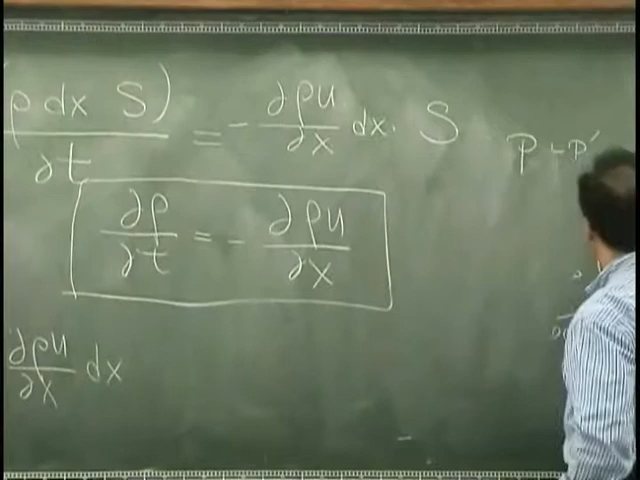 ∂(ρ dx S)/∂t = - ∂ρu/∂x dx. S
P - P′
∂ρ/∂t = - ∂ρu/∂x
∂ρu/∂x dx